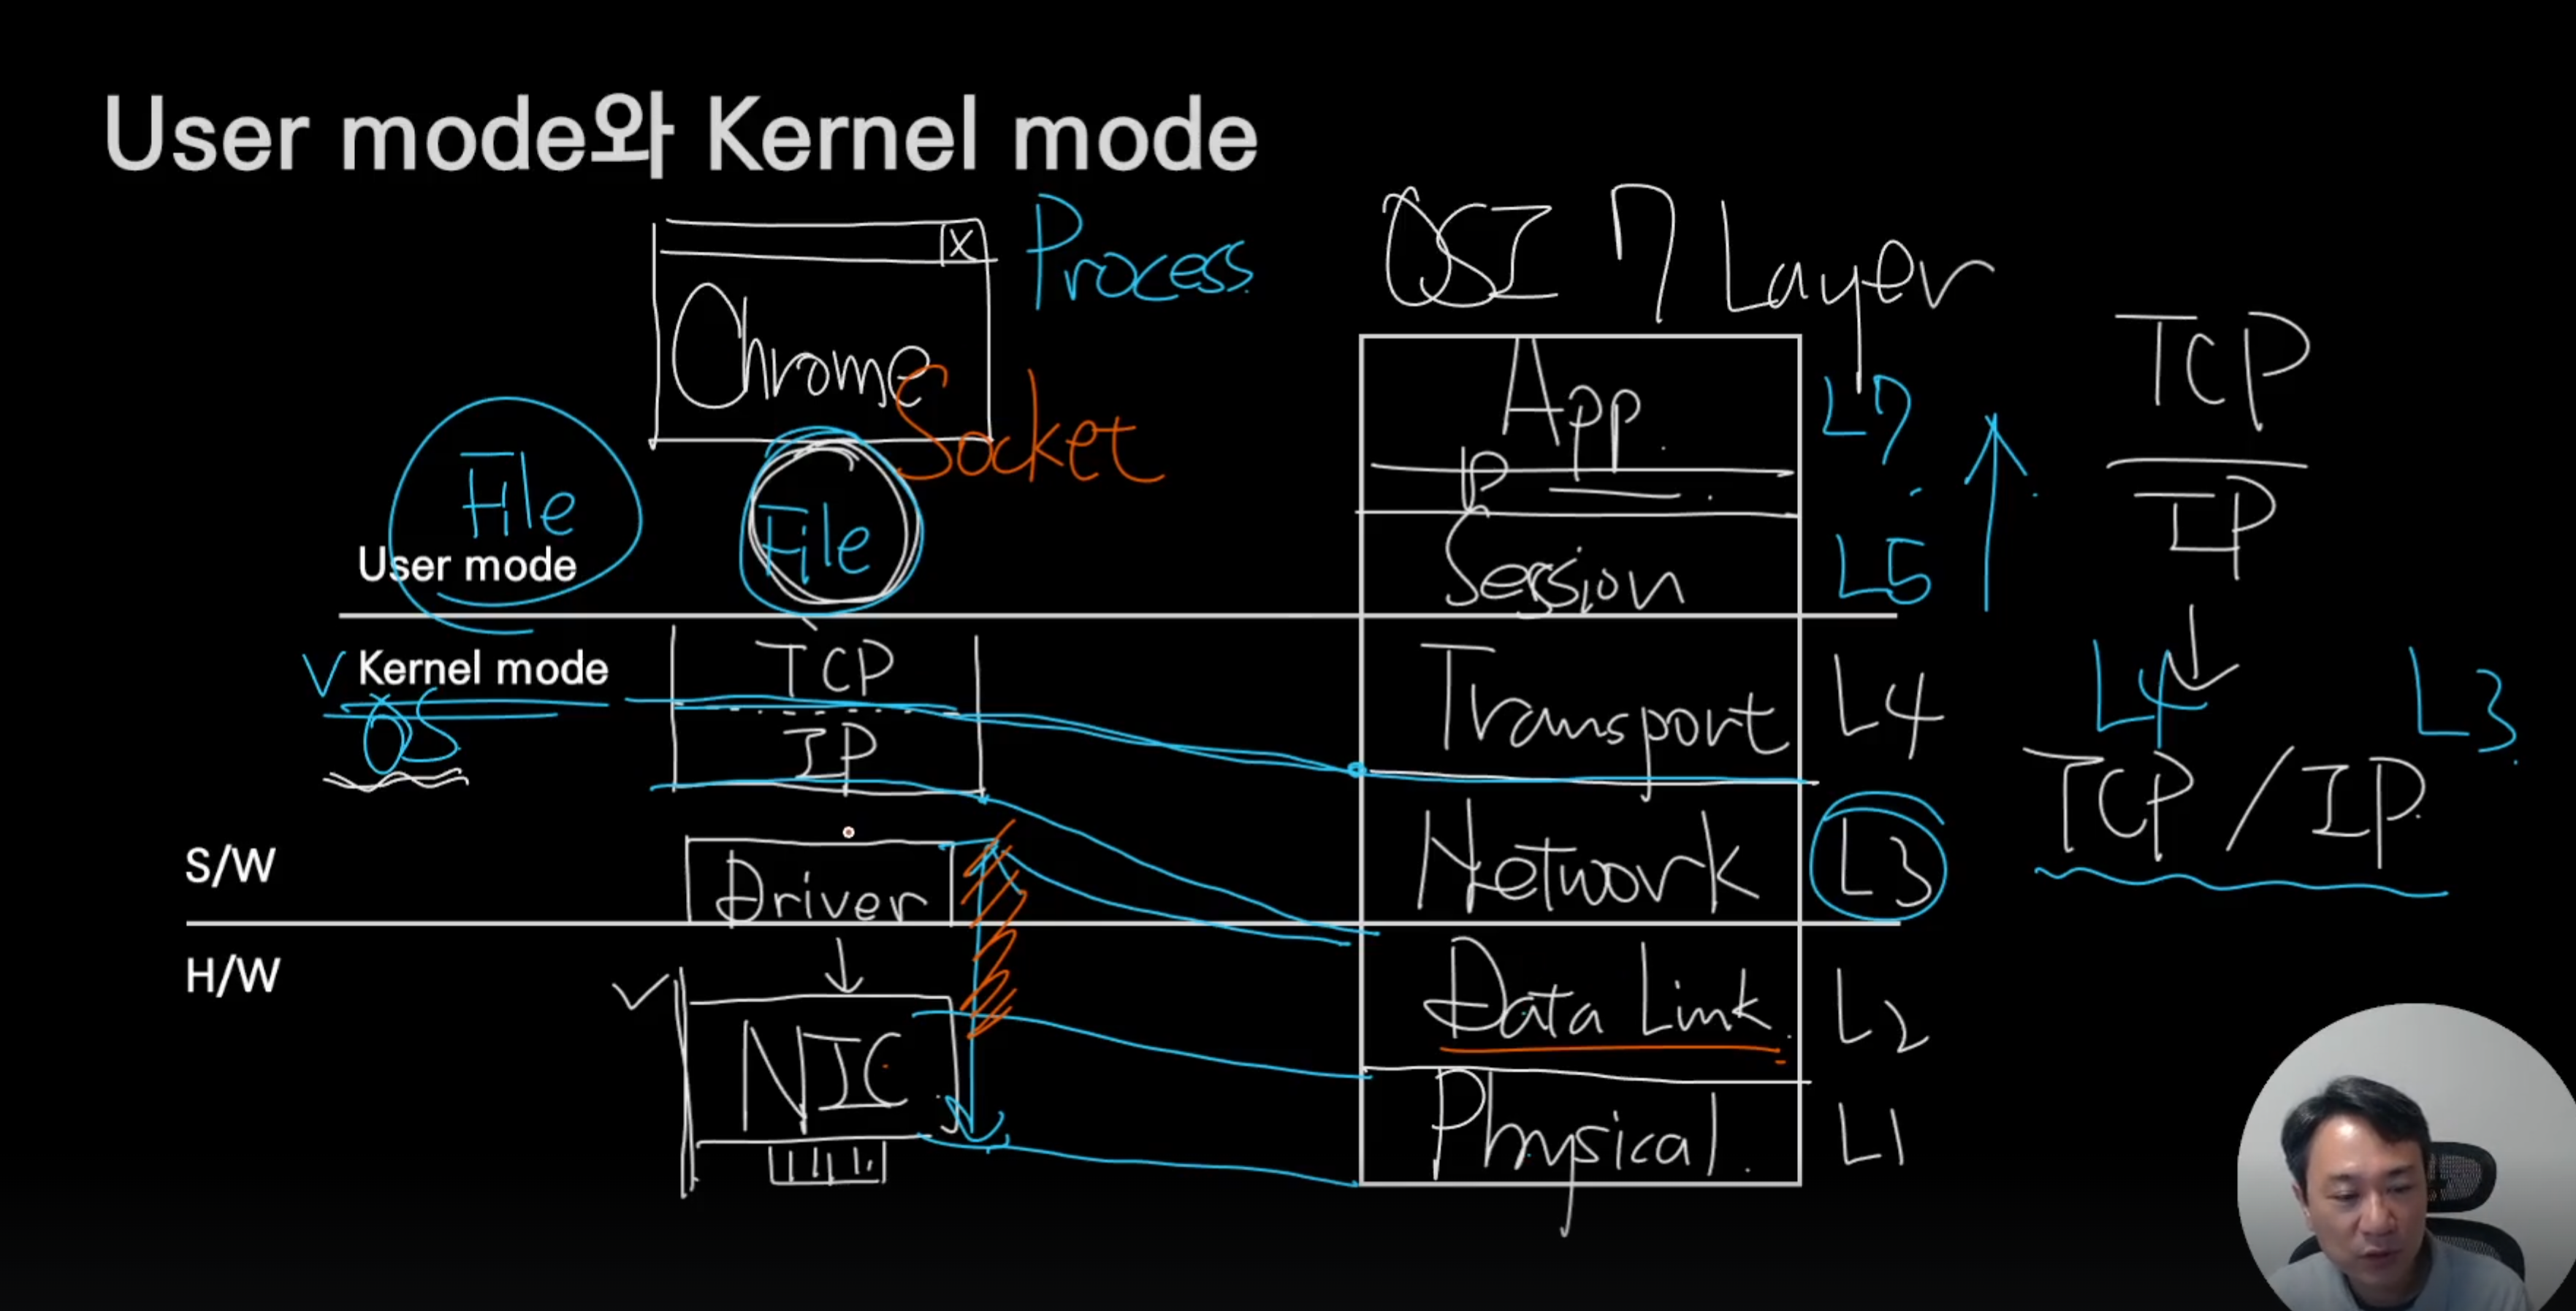 User mode와 Kernel mode
Process
OSI 7 Layer
X
Chrome
Socket
File
File
User mode
Kernel mode
OS
TCP
IP
S/W
Driver
H/W
NIC
App.
P
Session
Transport
Network
Data Link.
Physical.
L7
L5
L4
L3
L2
L1
TCP
IP
L4
L3
TCP/IP